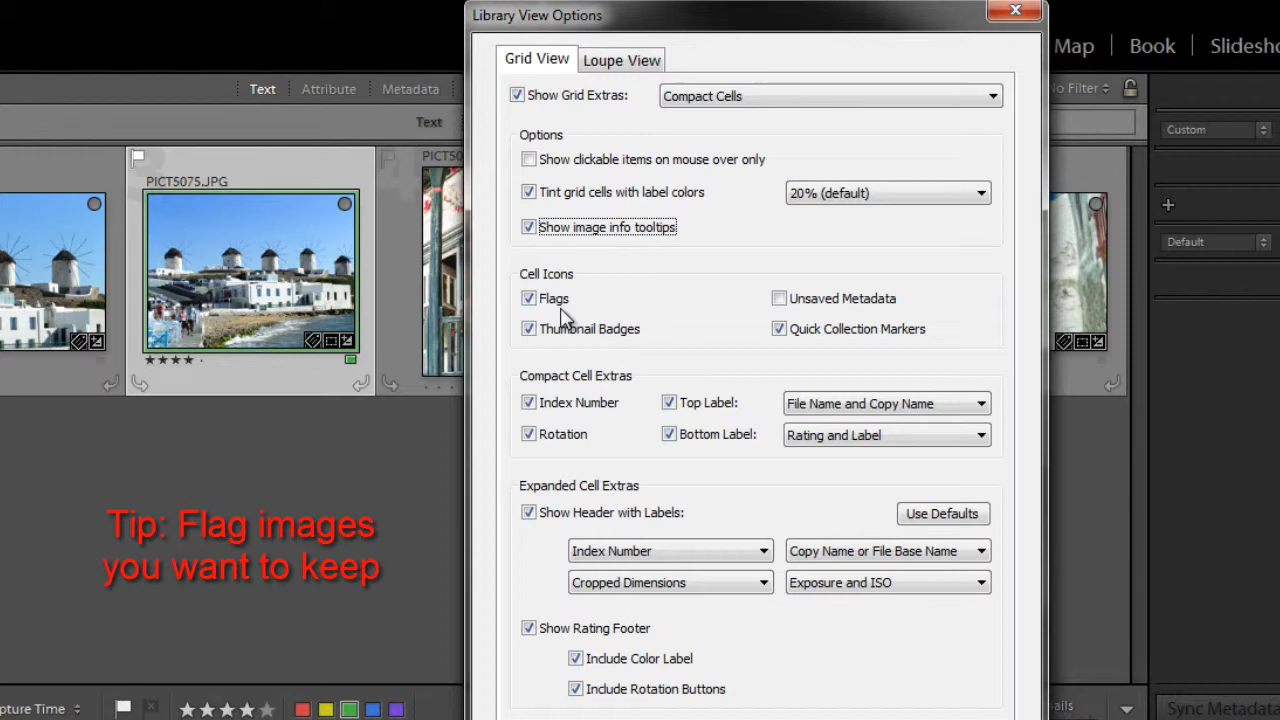 Library View Options
Map Book Slidesho
Grid View Loupe View
Text Attribute Metadata
No Filter
Show Grid Extras: Compact Cells
Text
Custom
Options
Show clickable items on mouse over only
Tint grid cells with label colors 20% (default)
Show image info tooltips
PICT5075.JPG
PICT50
Default
Cell Icons
Flags Unsaved Metadata
Thumbnail Badges Quick Collection Markers
Compact Cell Extras
Index Number Top Label: File Name and Copy Name
Rotation Bottom Label: Rating and Label
Expanded Cell Extras
Show Header with Labels: Use Defaults
Index Number Copy Name or File Base Name
Cropped Dimensions Exposure and ISO
Tip: Flag images
you want to keep
Show Rating Footer
Include Color Label
Include Rotation Buttons
pture Time
ails
Sync Metadata